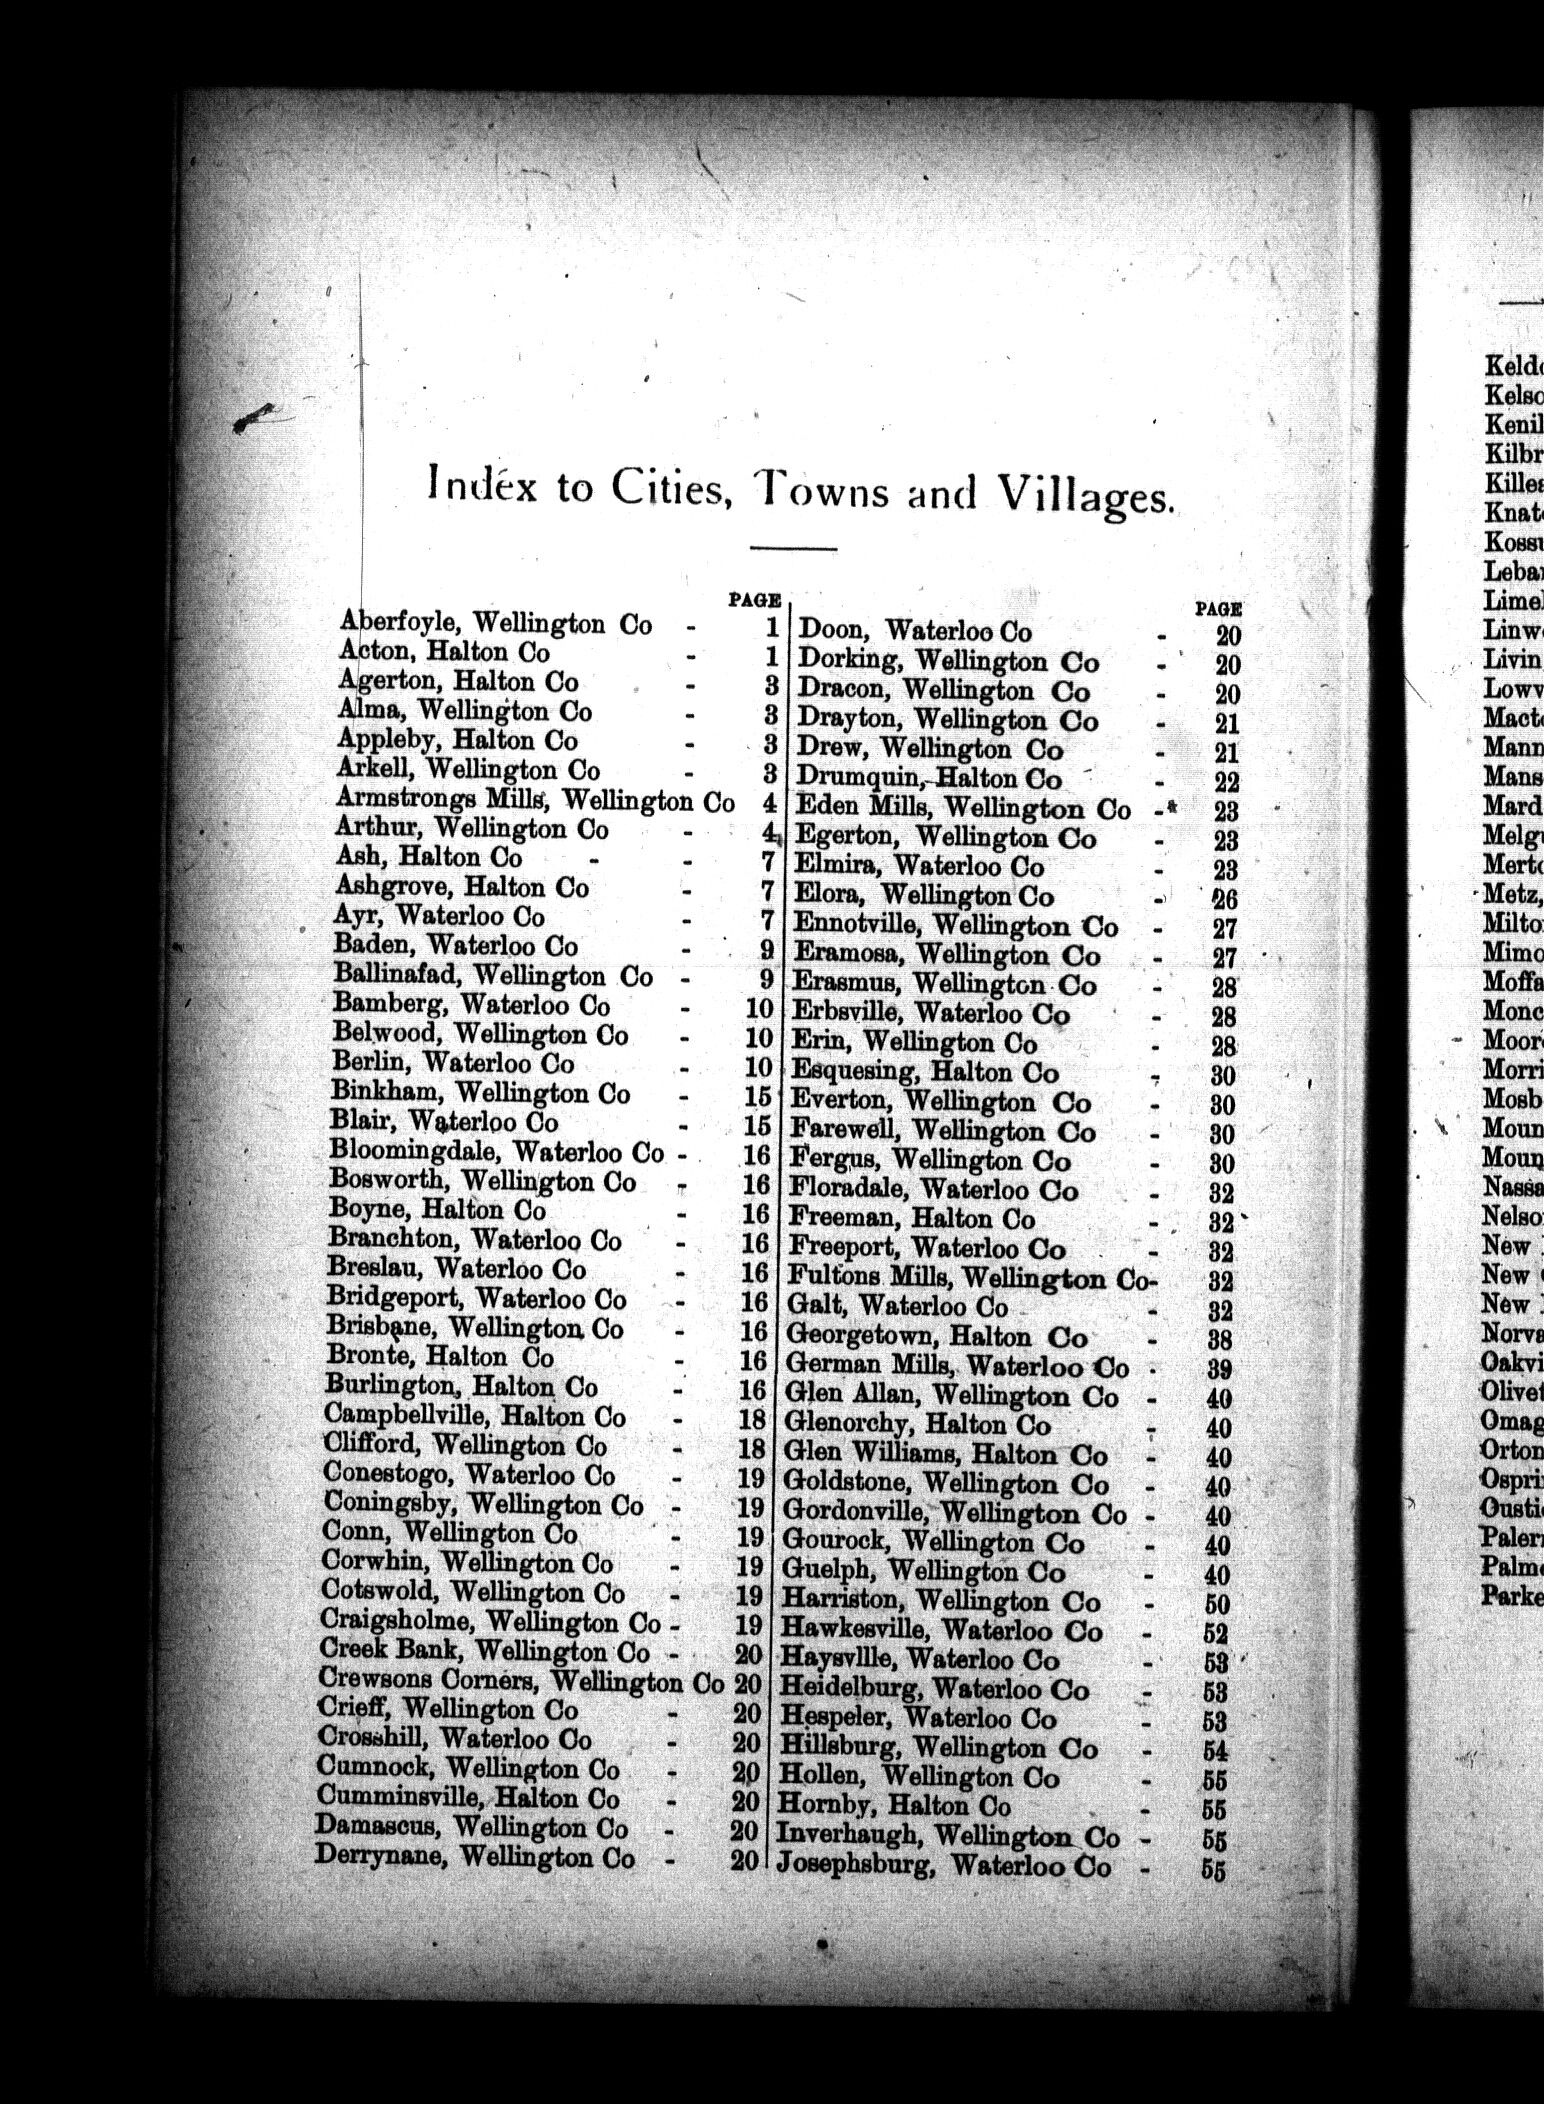 Index to Cities, Towns and Villages.
PAGE
Aberfoyle, Wellington Co - 1
Acton, Halton Co - 1
Agerton, Halton Co - 3
Alma, Wellington Co - 3
Appleby, Halton Co - 3
Arkell, Wellington Co - 3
Armstrongs Mills, Wellington Co 4
Arthur, Wellington Co - 4
Ash, Halton Co - - 7
Ashgrove, Halton Co - 7
Ayr, Waterloo Co - 7
Baden, Waterloo Co - 9
Ballinafad, Wellington Co - 9
Bamberg, Waterloo Co - 10
Belwood, Wellington Co - 10
Berlin, Waterloo Co - 10
Binkham, Wellington Co - 15
Blair, Waterloo Co - 15
Bloomingdale, Waterloo Co - 16
Bosworth, Wellington Co - 16
Boyne, Halton Co - 16
Branchton, Waterloo Co - 16
Breslau, Waterloo Co - 16
Bridgeport, Waterloo Co - 16
Brisbane, Wellington Co - 16
Bronte, Halton Co - 16
Burlington, Halton Co - 16
Campbellville, Halton Co - 18
Clifford, Wellington Co - 18
Conestogo, Waterloo Co - 19
Coningsby, Wellington Co - 19
Conn, Wellington Co - 19
Corwhin, Wellington Co - 19
Cotswold, Wellington Co - 19
Craigsholme, Wellington Co - 19
Creek Bank, Wellington Co - 20
Crewsons Corners, Wellington Co 20
Crieff, Wellington Co - 20
Crosshill, Waterloo Co - 20
Cumnock, Wellington Co - 20
Cumminsville, Halton Co - 20
Damascus, Wellington Co - 20
Derrynane, Wellington Co - 20
PAGE
Doon, Waterloo Co - 20
Dorking, Wellington Co - 20
Dracon, Wellington Co - 20
Drayton, Wellington Co - 21
Drew, Wellington Co - 21
Drumquin, Halton Co - 22
Eden Mills, Wellington Co - 23
Egerton, Wellington Co - 23
Elmira, Waterloo Co - 23
Elora, Wellington Co - 26
Ennotville, Wellington Co - 27
Eramosa, Wellington Co - 27
Erasmus, Wellington Co - 28
Erbsville, Waterloo Co - 28
Erin, Wellington Co - 28
Esquesing, Halton Co - 30
Everton, Wellington Co - 30
Farewell, Wellington Co - 30
Fergus, Wellington Co - 30
Floradale, Waterloo Co - 32
Freeman, Halton Co - 32
Freeport, Waterloo Co - 32
Fultons Mills, Wellington Co- 32
Galt, Waterloo Co - 32
Georgetown, Halton Co - 38
German Mills, Waterloo Co - 39
Glen Allan, Wellington Co - 40
Glenorchy, Halton Co - 40
Glen Williams, Halton Co - 40
Goldstone, Wellington Co - 40
Gordonville, Wellington Co - 40
Gourock, Wellington Co - 40
Guelph, Wellington Co - 40
Harriston, Wellington Co - 50
Hawkesville, Waterloo Co - 52
Haysvllle, Waterloo Co - 53
Heidelburg, Waterloo Co - 53
Hespeler, Waterloo Co - 53
Hillsburg, Wellington Co - 54
Hollen, Wellington Co - 55
Hornby, Halton Co - 55
Inverhaugh, Wellington Co - 55
Josephsburg, Waterloo Co - 55
Metz,
New
New
New